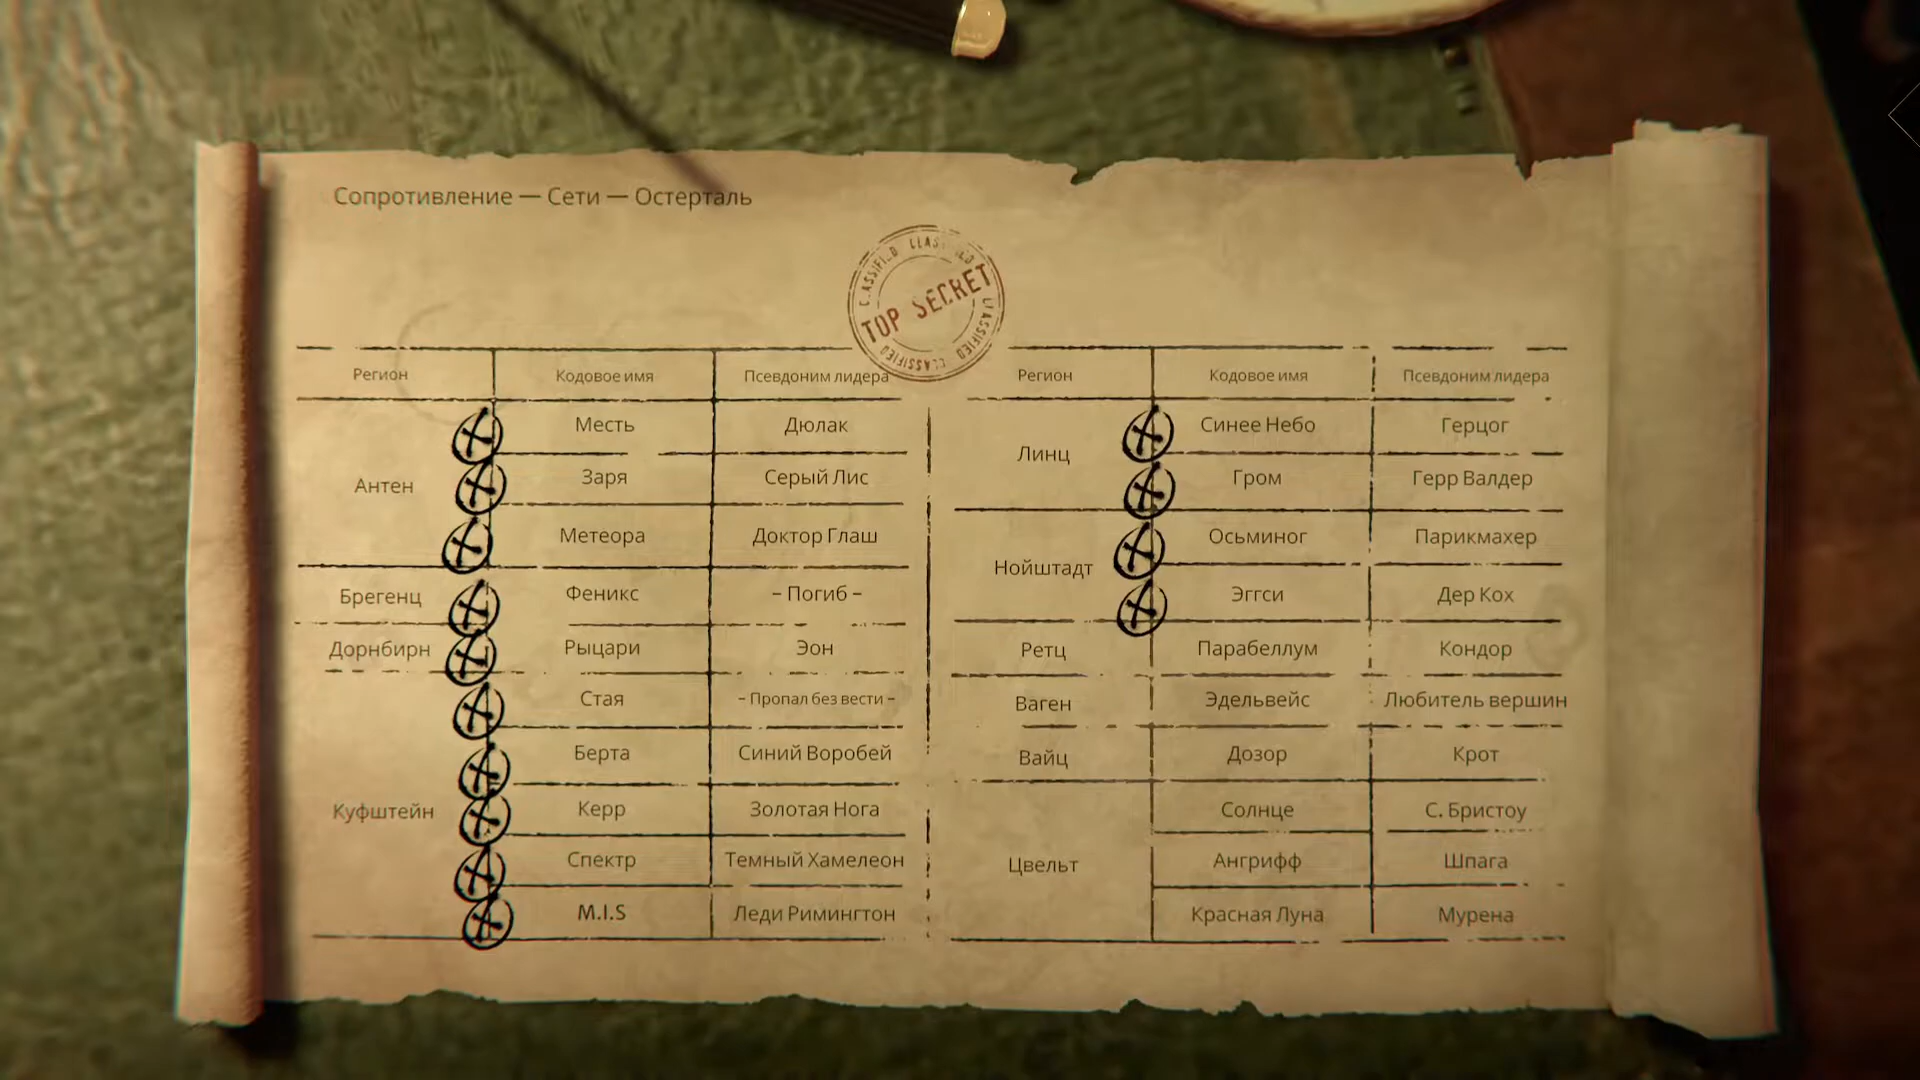 Сопротивление — Сети — Остерталь
CLASSIFIED CLASSIFIED CLASSIFIED CLASSIFIED
TOP SECRET
Регион Кодовое имя Псевдоним лидера
Антен
Месть Дюлак
Заря Серый Лис
Метеора Доктор Глаш
Брегенц Феникс – Погиб –
Дорнбирн Рыцари Эон
Куфштейн
Стая – Пропал без вести –
Берта Синий Воробей
Керр Золотая Нога
Спектр Темный Хамелеон
M.I.S Леди Римингтон
Регион Кодовое имя Псевдоним лидера
Линц
Синее Небо Герцог
Гром Герр Валдер
Нойштадт
Осьминог Парикмахер
Эггси Дер Кох
Ретц Парабеллум Кондор
Ваген Эдельвейс Любитель вершин
Вайц Дозор Крот
Цвельт
Солнце С. Бристоу
Ангрифф Шпага
Красная Луна Мурена